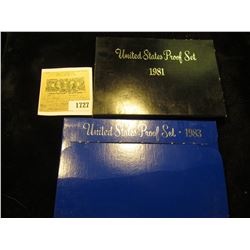 United States Proof Set
1981
1727
United States Proof Set · 1983